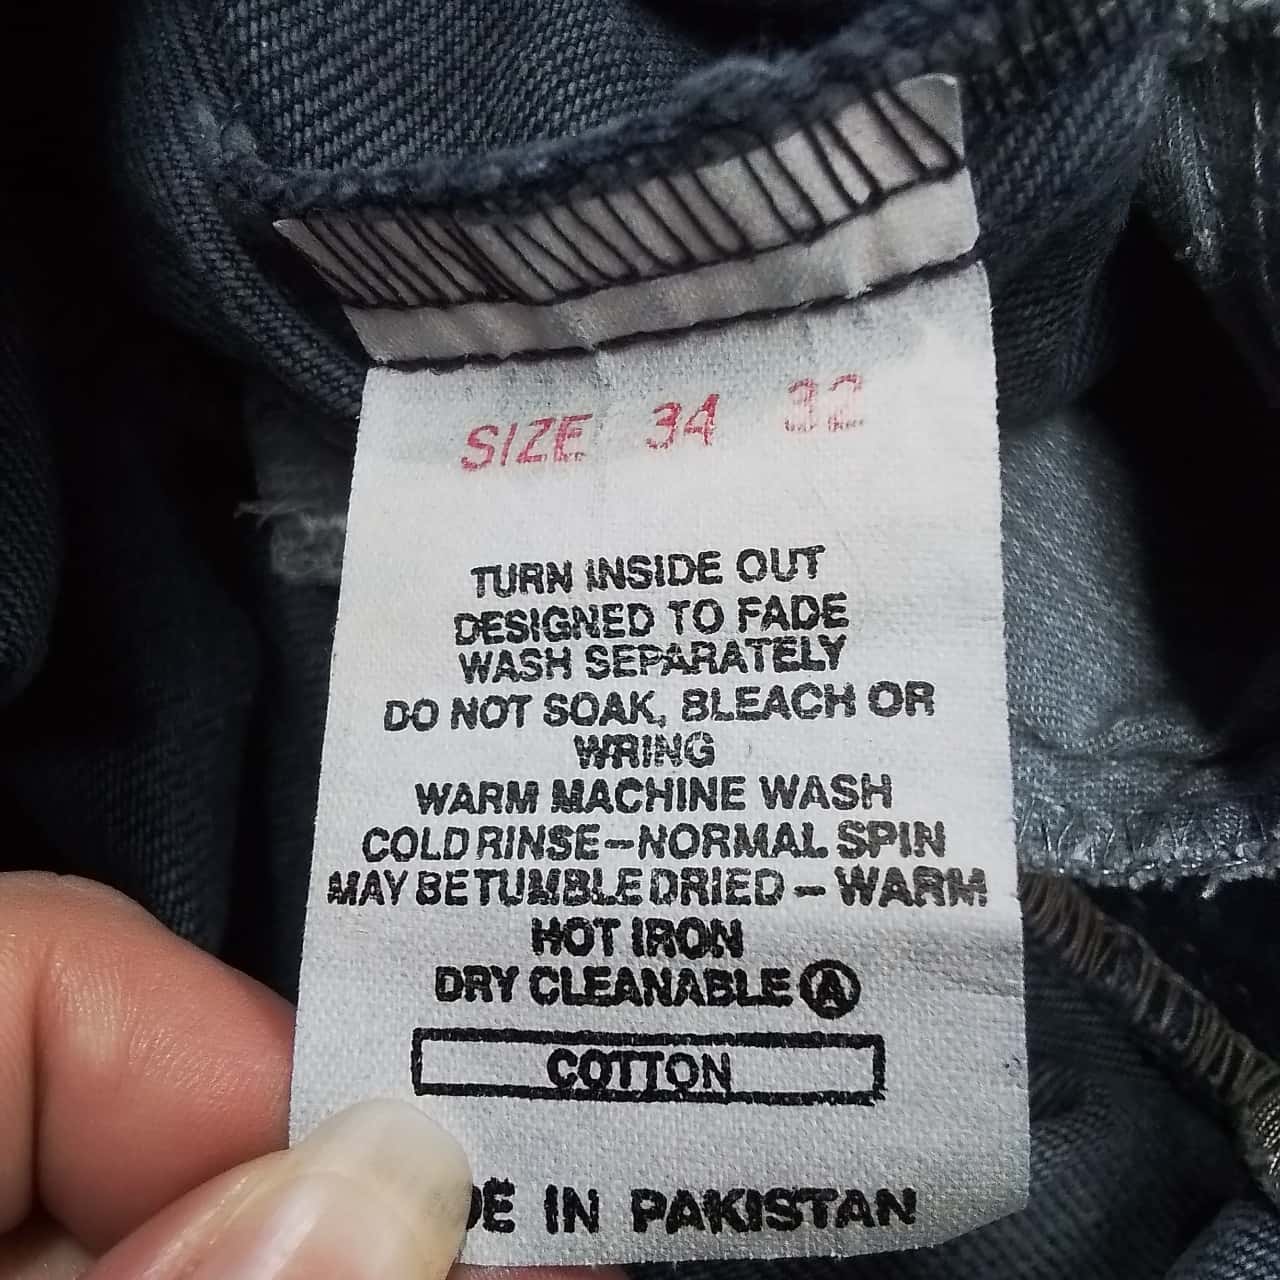 SIZE 34 32
TURN INSIDE OUT
DESIGNED TO FADE
WASH SEPARATELY
DO NOT SOAK, BLEACH OR
WRING
WARM MACHINE WASH
COLD RINSE-NORMAL SPIN
MAY BE TUMBLE DRIED - WARM
HOT IRON
DRY CLEANABLE Ⓐ
COTTON
DE IN PAKISTAN